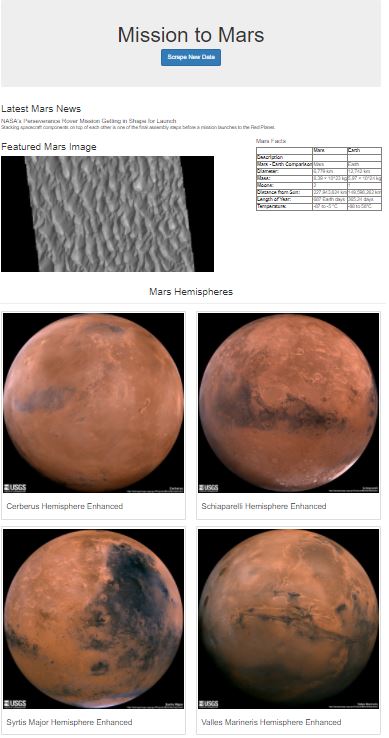 Mission to Mars
Scrape New Data
Latest Mars News
NASA's Perseverance Rover Mission Getting in Shape for Launch
Stacking spacecraft components on top of each other is one of the final assembly steps before a mission launches to the Red Planet.
Featured Mars Image
Mars Facts
Mars Earth
Description
Mars - Earth Comparison Mars Earth
Diameter: 6,779 km 12,742 km
Mass: 6.39 × 10^23 kg 5.97 × 10^24 kg
Moons: 2
Distance from Sun: 227,943,824 km 149,598,262 km
Length of Year: 687 Earth days 365.24 days
Temperature: -87 to -5 °C
Mars Hemispheres
USGS
Cerberus
Cerberus Hemisphere Enhanced
USGS
Schiaparelli
Schiaparelli Hemisphere Enhanced
USGS
Syrtis Major
Syrtis Major Hemisphere Enhanced
USGS
Valles Marineris
Valles Marineris Hemisphere Enhanced